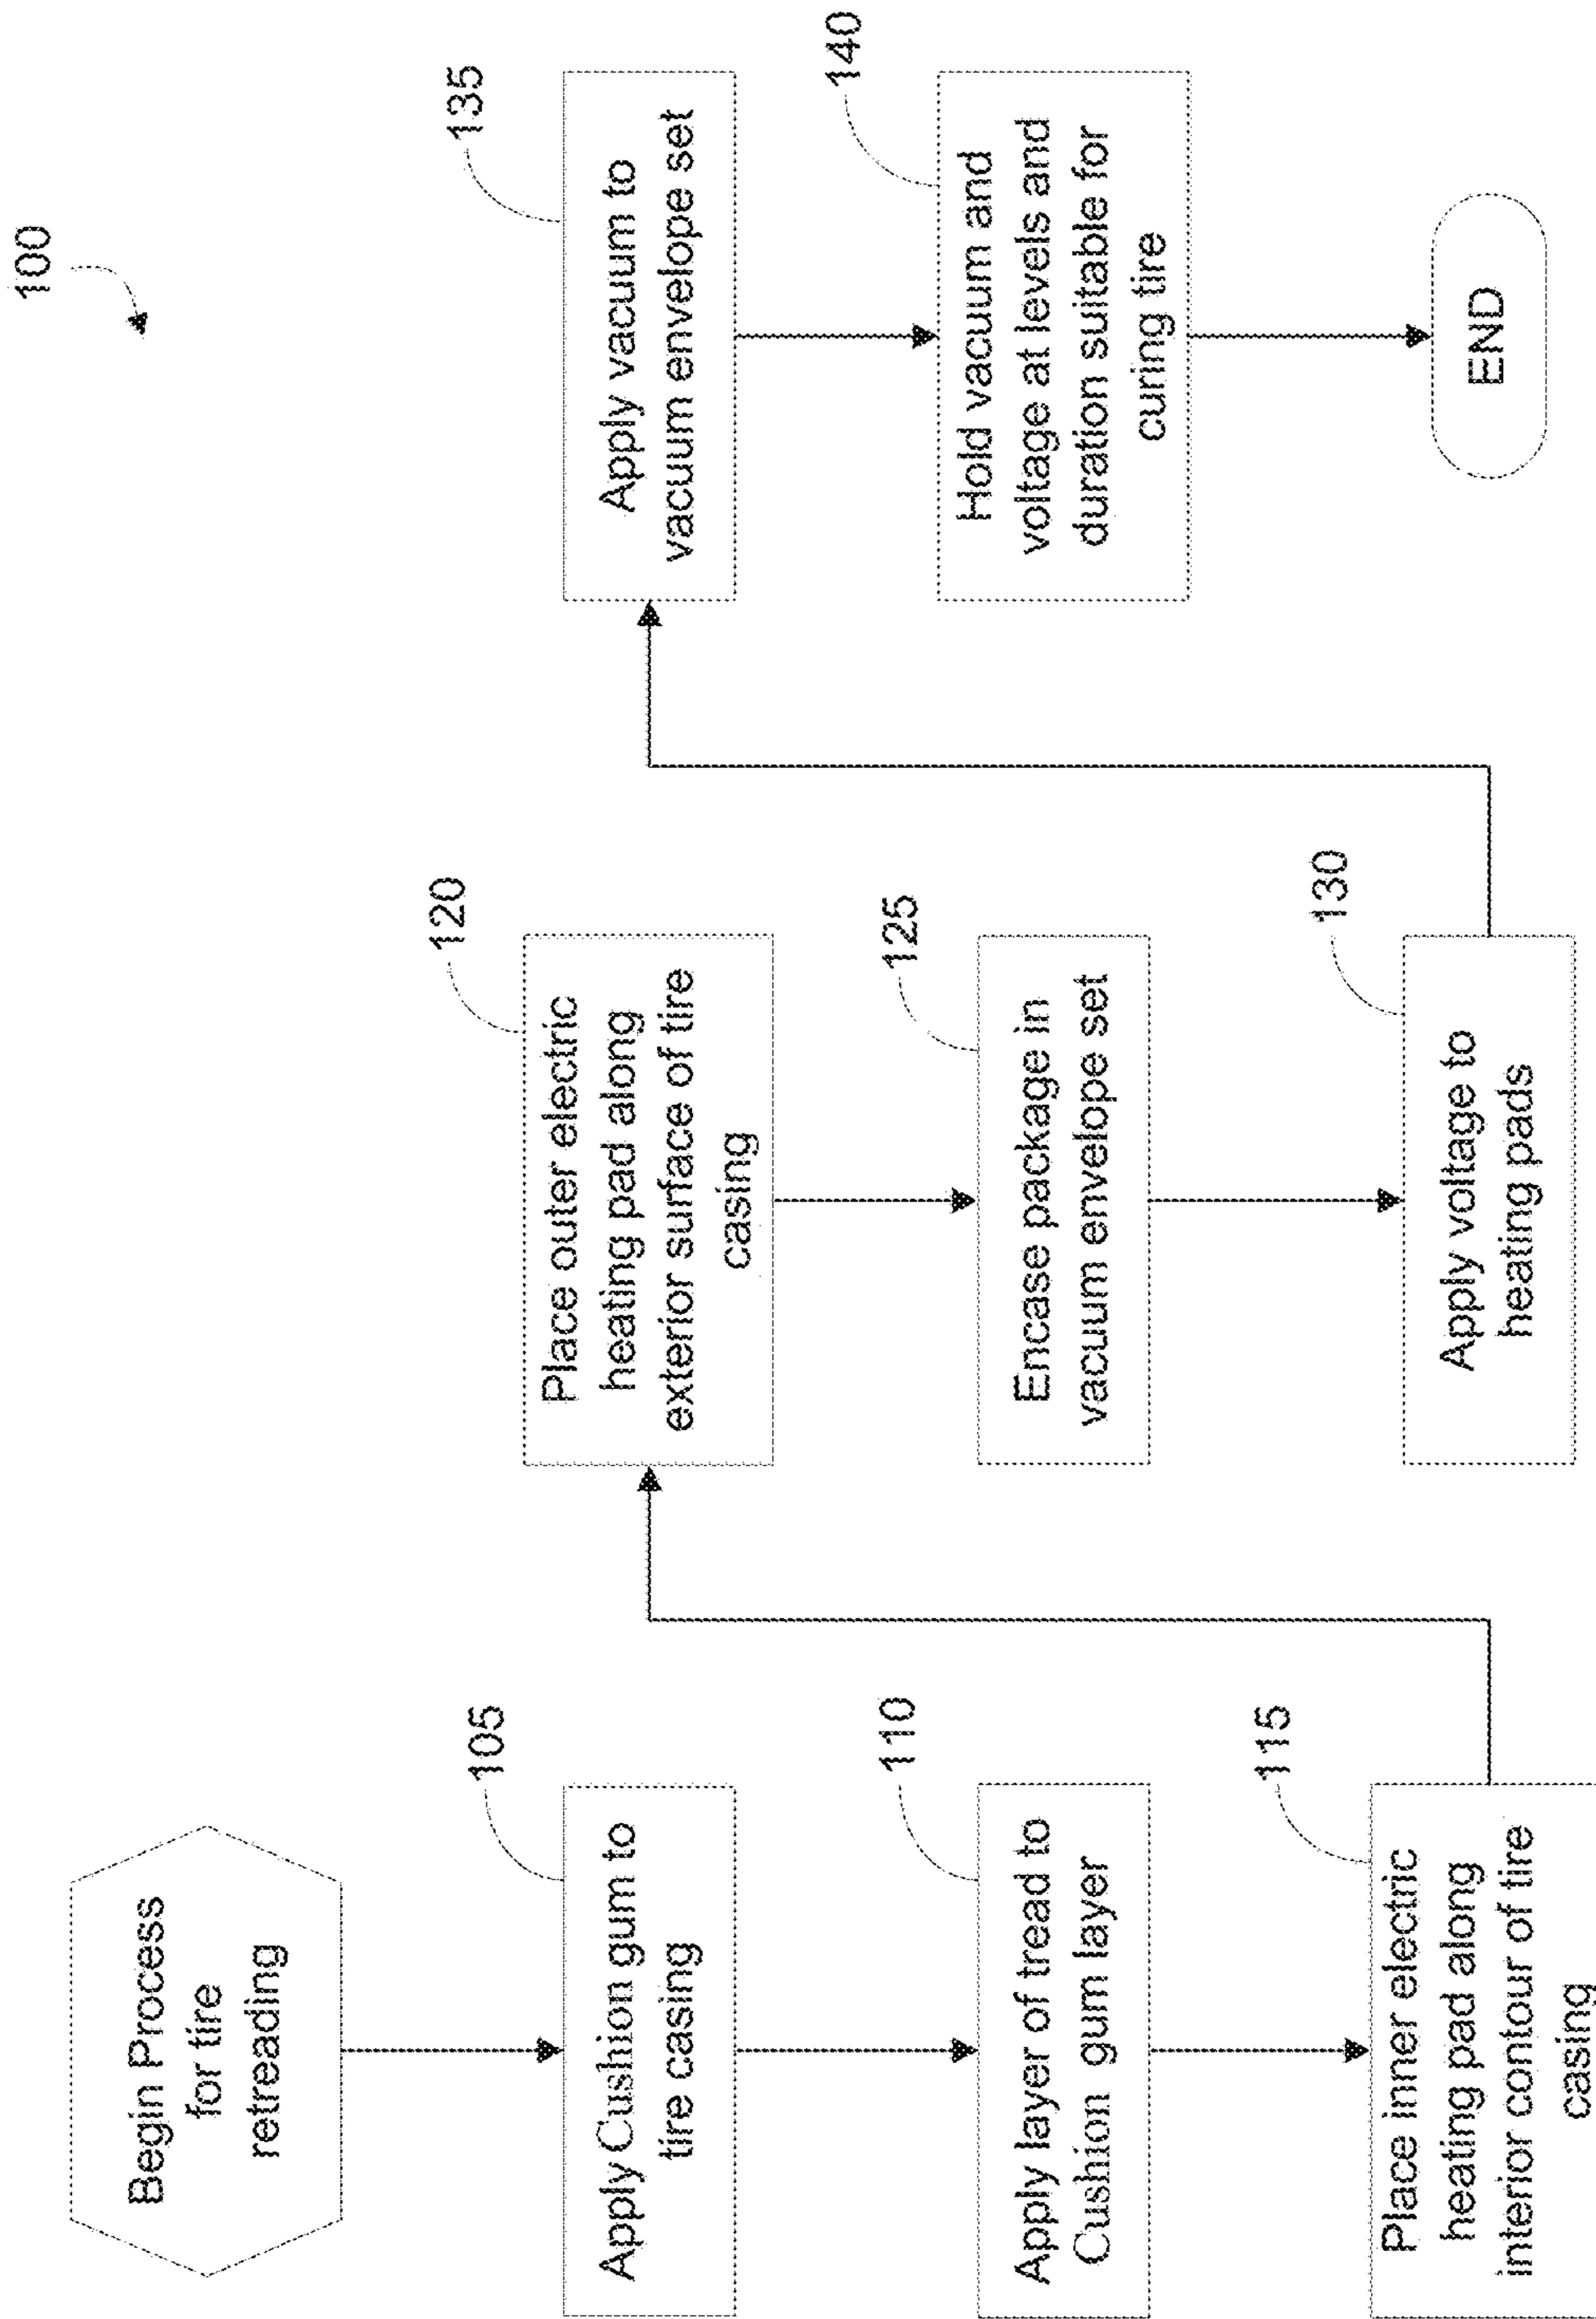 100
Begin Process
for tire
retreading
105
Apply Cushion gum to
tire casing
110
Apply layer of tread to
Cushion gum layer
115
Place inner electric
heating pad along
interior contour of tire
casing
120
Place outer electric
heating pad along
exterior surface of tire
casing
125
Encase package in
vacuum envelope set
130
Apply voltage to
heating pads
135
Apply vacuum to
vacuum envelope set
140
Hold vacuum and
voltage at levels and
duration suitable for
curing tire
END